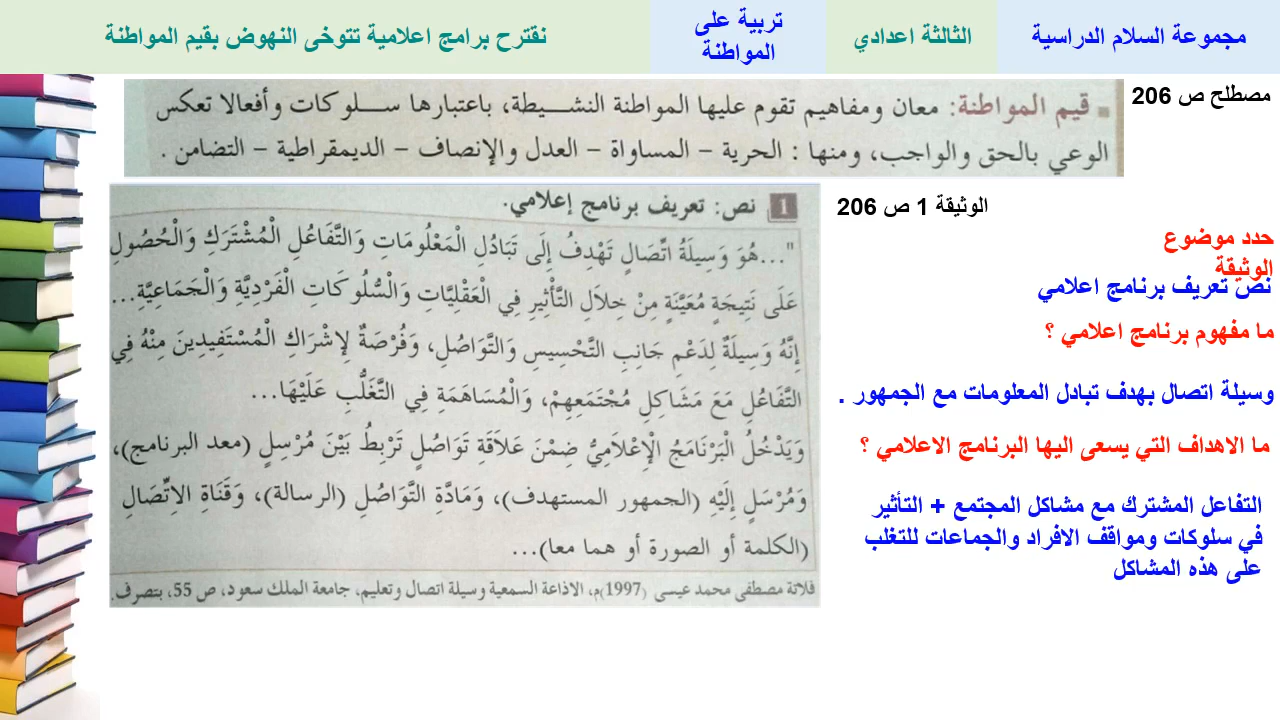 مجموعة السلام الدراسية
الثالثة اعدادي
تربية على
المواطنة
نقترح برامج اعلامية تتوخى النهوض بقيم المواطنة
مصطلح ص 206
قيم المواطنة: معان ومفاهيم تقوم عليها المواطنة النشيطة، باعتبارها سلوكات وأفعالا تعكس
الوعي بالحق والواجب، ومنها : الحرية – المساواة – العدل والإنصاف – الديمقراطية – التضامن .
الوثيقة 1 ص 206
1 نص: تعريف برنامج إعلامي.
"...هُوَ وَسِيلَةُ اتِّصَالٍ تَهْدِفُ إِلَى تَبَادُلِ الْمَعْلُومَاتِ وَالتَّفَاعُلِ الْمُشْتَرَكِ وَالْحُصُولِ
عَلَى نَتِيجَةٍ مُعَيَّنَةٍ مِنْ خِلَالِ التَّأْثِيرِ فِي الْعَقْلِيَّاتِ وَالسُّلُوكَاتِ الْفَرْدِيَّةِ وَالْجَمَاعِيَّةِ...
إِنَّهُ وَسِيلَةٌ لِدَعْمِ جَانِبِ التَّحْسِيسِ وَالتَّوَاصُلِ، وَفُرْصَةٌ لِإِشْرَاكِ الْمُسْتَفِيدِينَ مِنْهُ فِي
التَّفَاعُلِ مَعَ مَشَاكِلِ مُجْتَمَعِهِمْ، وَالْمُسَاهَمَةِ فِي التَّغَلُّبِ عَلَيْهَا...
وَيَدْخُلُ الْبَرْنَامَجُ الْإِعْلَامِيُّ ضِمْنَ عَلَاقَةِ تَوَاصُلٍ تَرْبِطُ بَيْنَ مُرْسِلٍ (معد البرنامج)،
وَمُرْسَلٍ إِلَيْهِ (الجمهور المستهدف)، وَمَادَّةِ التَّوَاصُلِ (الرسالة)، وَقَنَاةِ الاِتِّصَالِ
(الكلمة أو الصورة أو هما معا)...
فلاتة مصطفى محمد عيسى (1997)م، الاذاعة السمعية وسيلة اتصال وتعليم، جامعة الملك سعود، ص 55، بتصرف.
حدد موضوع
الوثيقة
نص تعريف برنامج اعلامي
ما مفهوم برنامج اعلامي ؟
وسيلة اتصال بهدف تبادل المعلومات مع الجمهور .
ما الاهداف التي يسعى اليها البرنامج الاعلامي ؟
التفاعل المشترك مع مشاكل المجتمع + التأثير
في سلوكات ومواقف الافراد والجماعات للتغلب
على هذه المشاكل